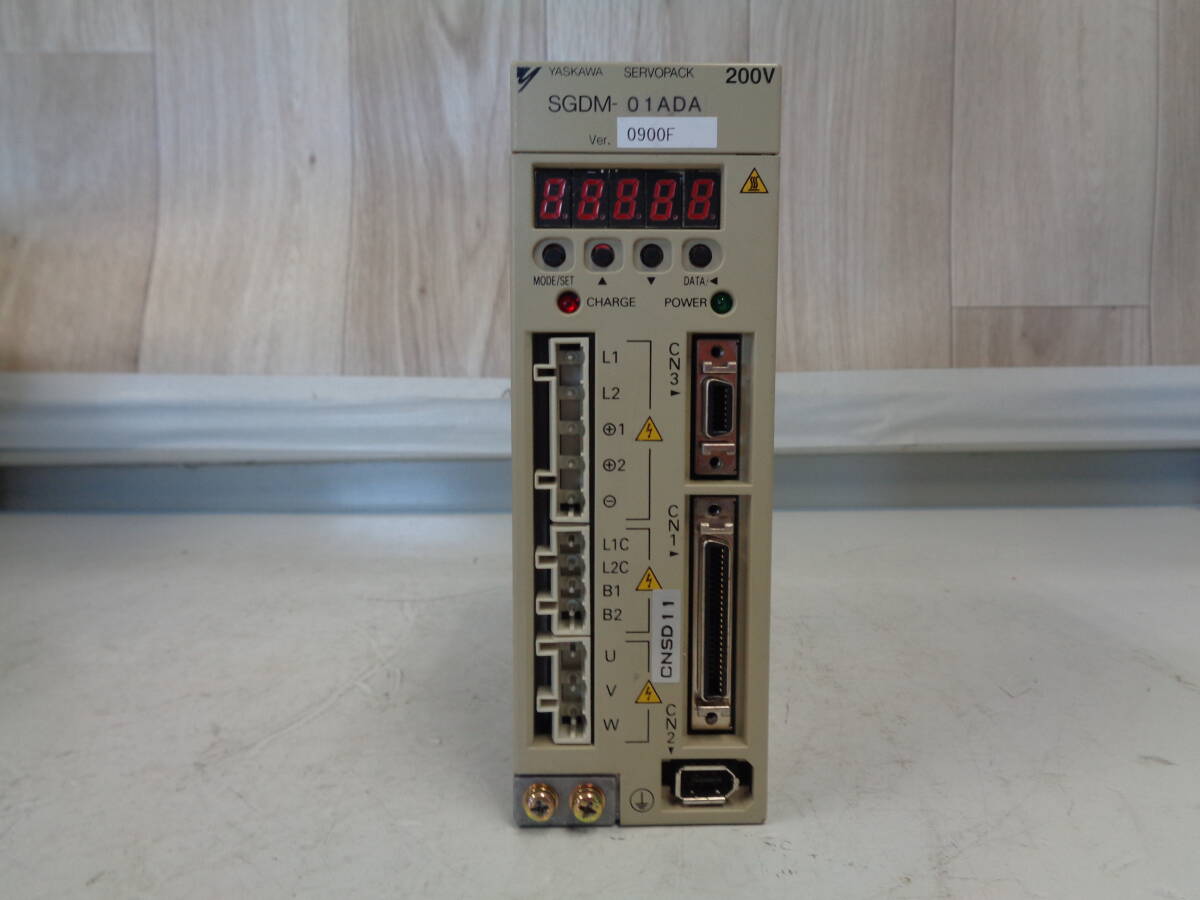 YASKAWA SERVOPACK 200V
SGDM- 01ADA
Ver. 0900F
88888
MODE/SET ▲ ▼ DATA/◄
CHARGE POWER
L1
L2
⊕1
⊕2
⊖
L1C
L2C
B1
B2
U
V
W
CN3
CN1
CNSD11
CN2